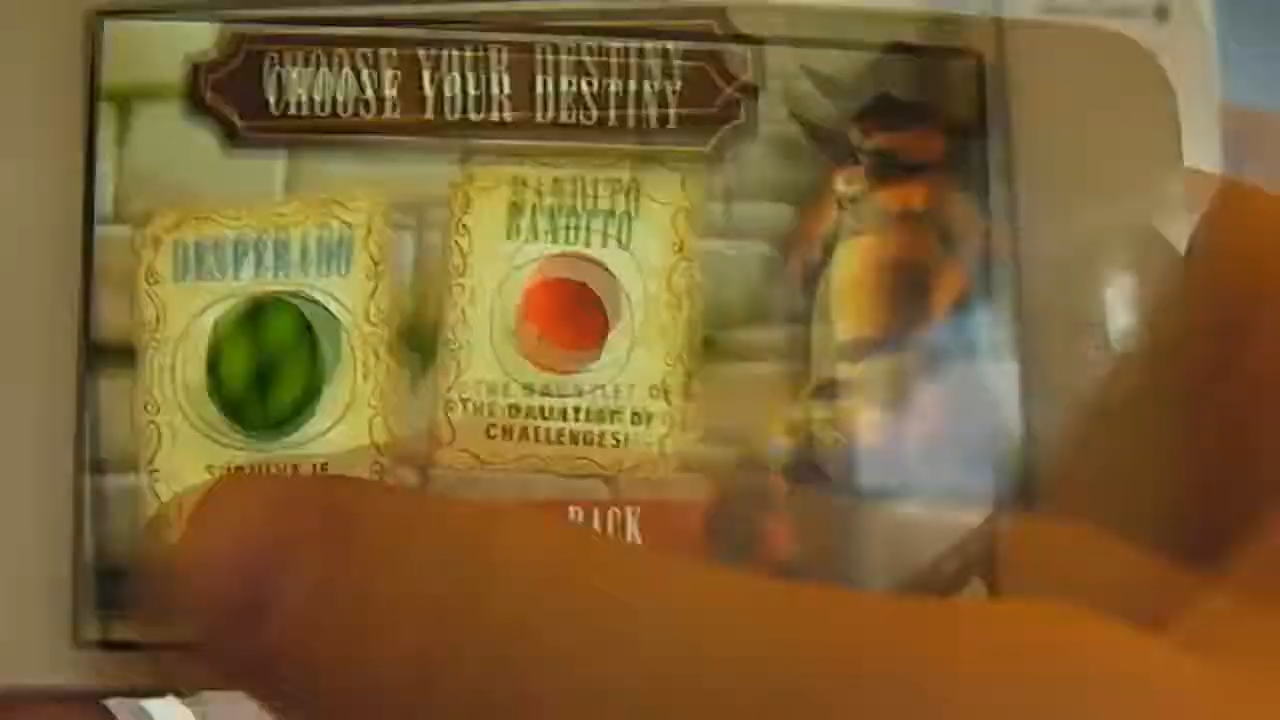 CHOOSE YOUR DESTINY
DESPERADO
BANDITO
THE GAUNTLET OF
CHALLENGES!
BACK